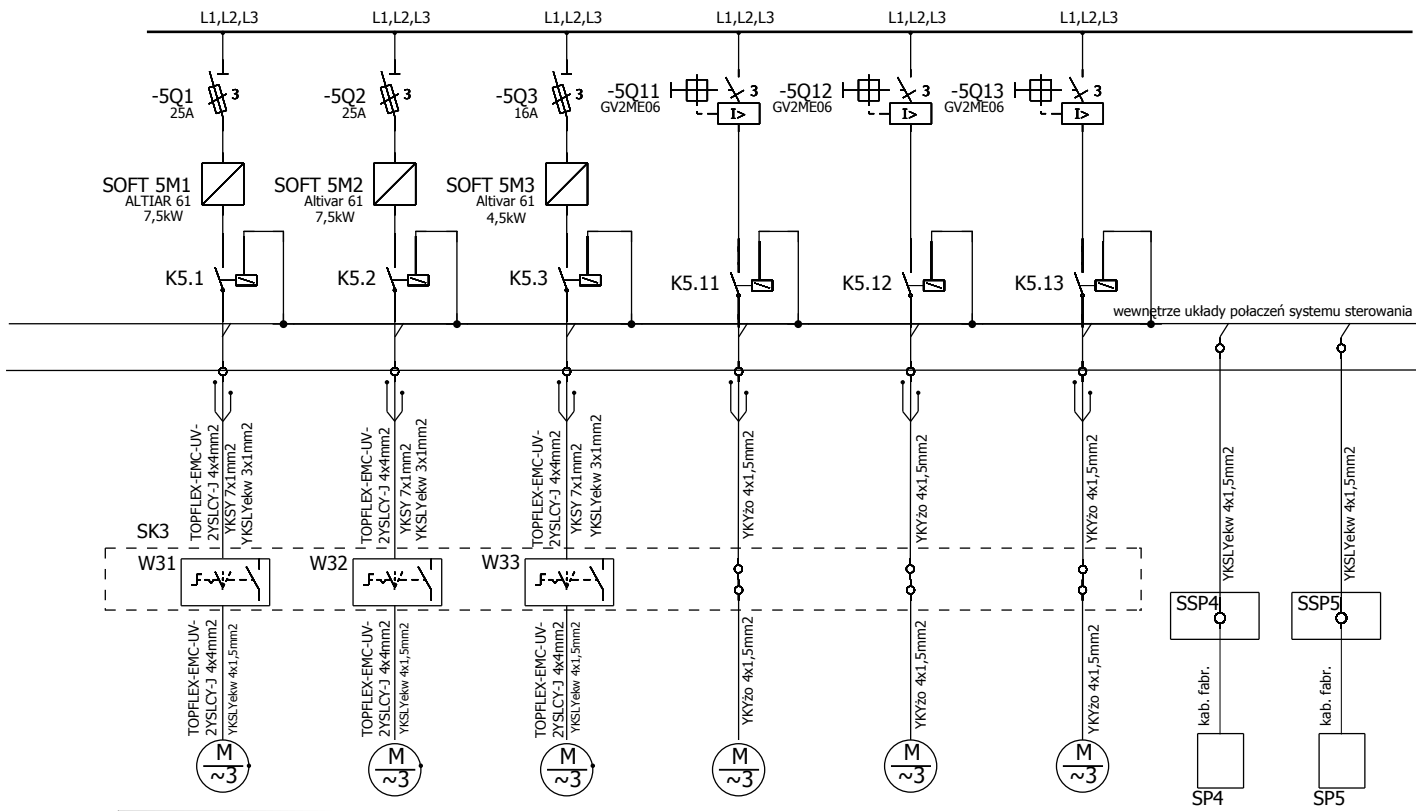 L1,L2,L3
L1,L2,L3
L1,L2,L3
L1,L2,L3
L1,L2,L3
L1,L2,L3
-5Q1
25A
3
-5Q2
25A
3
-5Q3
16A
3
-5Q11
GV2ME06
3
I>
-5Q12
GV2ME06
3
I>
-5Q13
GV2ME06
3
I>
SOFT 5M1
ALTIAR 61
7,5kW
SOFT 5M2
Altivar 61
7,5kW
SOFT 5M3
Altivar 61
4,5kW
K5.1
K5.2
K5.3
K5.11
K5.12
K5.13
wewnętrze układy połaczeń systemu sterowania
TOPFLEX-EMC-UV-
2YSLCY-J 4x4mm2
YKSY 7x1mm2
YKSLYekw 3x1mm2
TOPFLEX-EMC-UV-
2YSLCY-J 4x4mm2
YKSY 7x1mm2
YKSLYekw 3x1mm2
TOPFLEX-EMC-UV-
2YSLCY-J 4x4mm2
YKSY 7x1mm2
YKSLYekw 3x1mm2
YKYżo 4x1,5mm2
YKYżo 4x1,5mm2
YKYżo 4x1,5mm2
YKSLYekw 4x1,5mm2
YKSLYekw 4x1,5mm2
SK3
W31
W32
W33
SSP4
SSP5
TOPFLEX-EMC-UV-
2YSLCY-J 4x4mm2
YKSLYekw 4x1,5mm2
TOPFLEX-EMC-UV-
2YSLCY-J 4x4mm2
YKSLYekw 4x1,5mm2
TOPFLEX-EMC-UV-
2YSLCY-J 4x4mm2
YKSLYekw 4x1,5mm2
YKYżo 4x1,5mm2
YKYżo 4x1,5mm2
YKYżo 4x1,5mm2
kab. fabr.
kab. fabr.
M
~3
M
~3
M
~3
M
~3
M
~3
M
~3
SP4
SP5